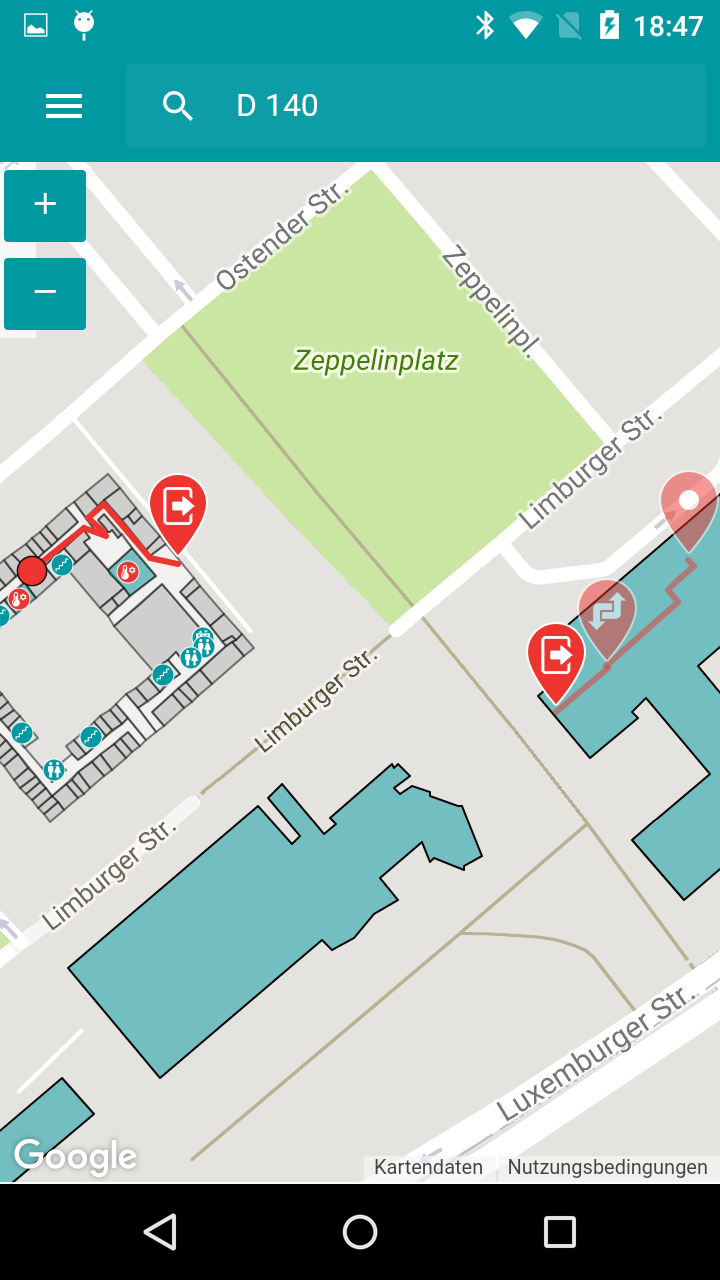 18:47
D 140
+
−
Ostender Str.
Zeppelinpl.
Zeppelinplatz
Limburger Str.
Limburger Str.
Limburger Str.
Luxemburger Str.
Google
Kartendaten
Nutzungsbedingungen